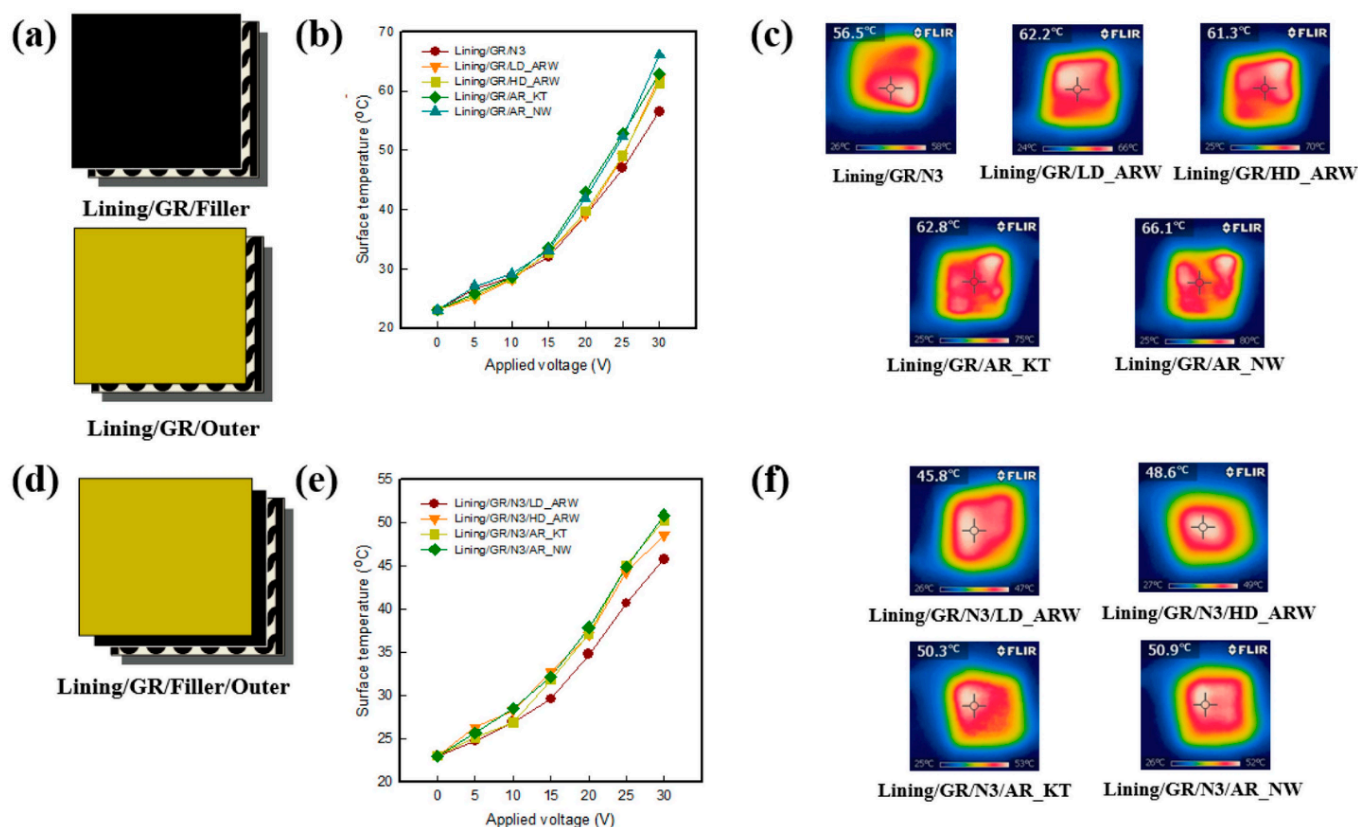 (a)
Lining/GR/Filler
Lining/GR/Outer
(b)
70
60
50
40
30
20
Surface temperature (°C)
Lining/GR/N3
Lining/GR/LD_ARW
Lining/GR/HD_ARW
Lining/GR/AR_KT
Lining/GR/AR_NW
0 5 10 15 20 25 30
Applied voltage (V)
(c)
56.5°C FLIR
26°C 58°C
Lining/GR/N3
62.2°C FLIR
24°C 66°C
Lining/GR/LD_ARW
61.3°C FLIR
25°C 70°C
Lining/GR/HD_ARW
62.8°C FLIR
25°C 75°C
Lining/GR/AR_KT
66.1°C FLIR
25°C 80°C
Lining/GR/AR_NW
(d)
Lining/GR/Filler/Outer
(e)
55
50
45
40
35
30
25
20
Surface temperature (°C)
Lining/GR/N3/LD_ARW
Lining/GR/N3/HD_ARW
Lining/GR/N3/AR_KT
Lining/GR/N3/AR_NW
0 5 10 15 20 25 30
Applied voltage (V)
(f)
45.8°C FLIR
26°C 47°C
Lining/GR/N3/LD_ARW
48.6°C FLIR
27°C 49°C
Lining/GR/N3/HD_ARW
50.3°C FLIR
25°C 53°C
Lining/GR/N3/AR_KT
50.9°C FLIR
26°C 52°C
Lining/GR/N3/AR_NW